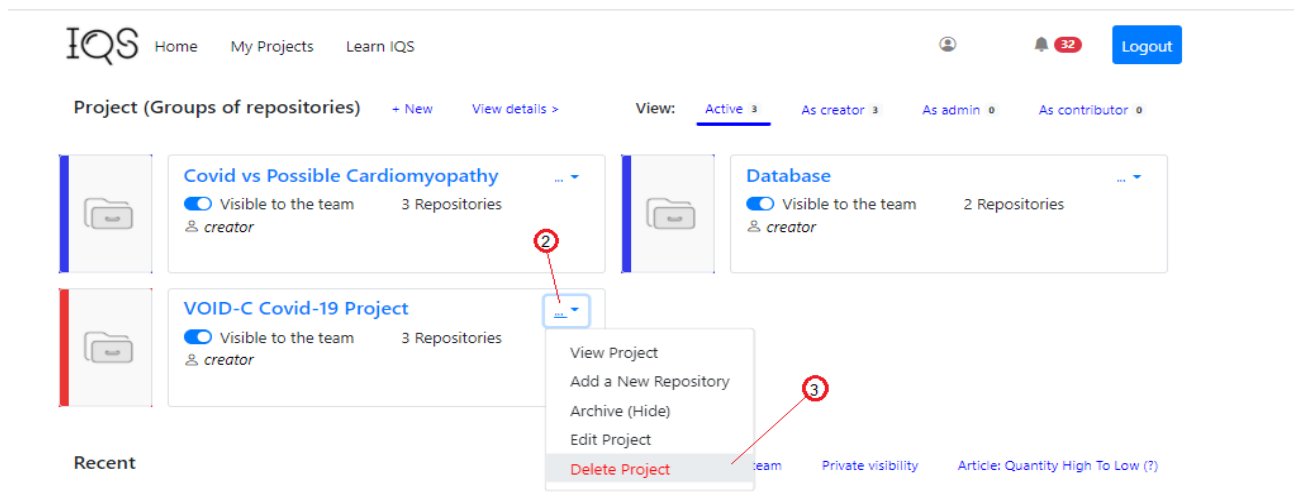 IQS Home My Projects Learn IQS 32 Logout
Project (Groups of repositories) + New View details > View: Active 3 As creator 3 As admin 0 As contributor 0
Covid vs Possible Cardiomyopathy ...
Visible to the team 3 Repositories
creator
Database ...
Visible to the team 2 Repositories
creator
2
VOID-C Covid-19 Project ...
Visible to the team 3 Repositories
creator
View Project
Add a New Repository
3
Archive (Hide)
Edit Project
Delete Project
Recent team Private visibility Article: Quantity High To Low (?)